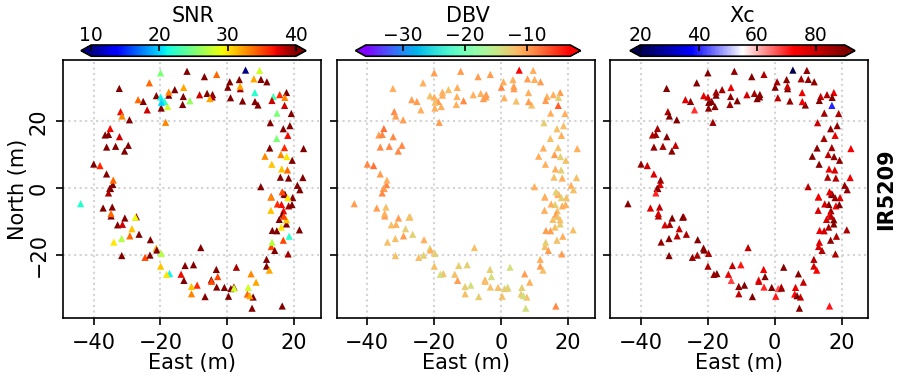 SNR DBV Xc
10 20 30 40 −30 −20 −10 20 40 60 80
20
0
−20
North (m)
IR5209
−40 −20 0 20 −40 −20 0 20 −40 −20 0 20
East (m) East (m) East (m)